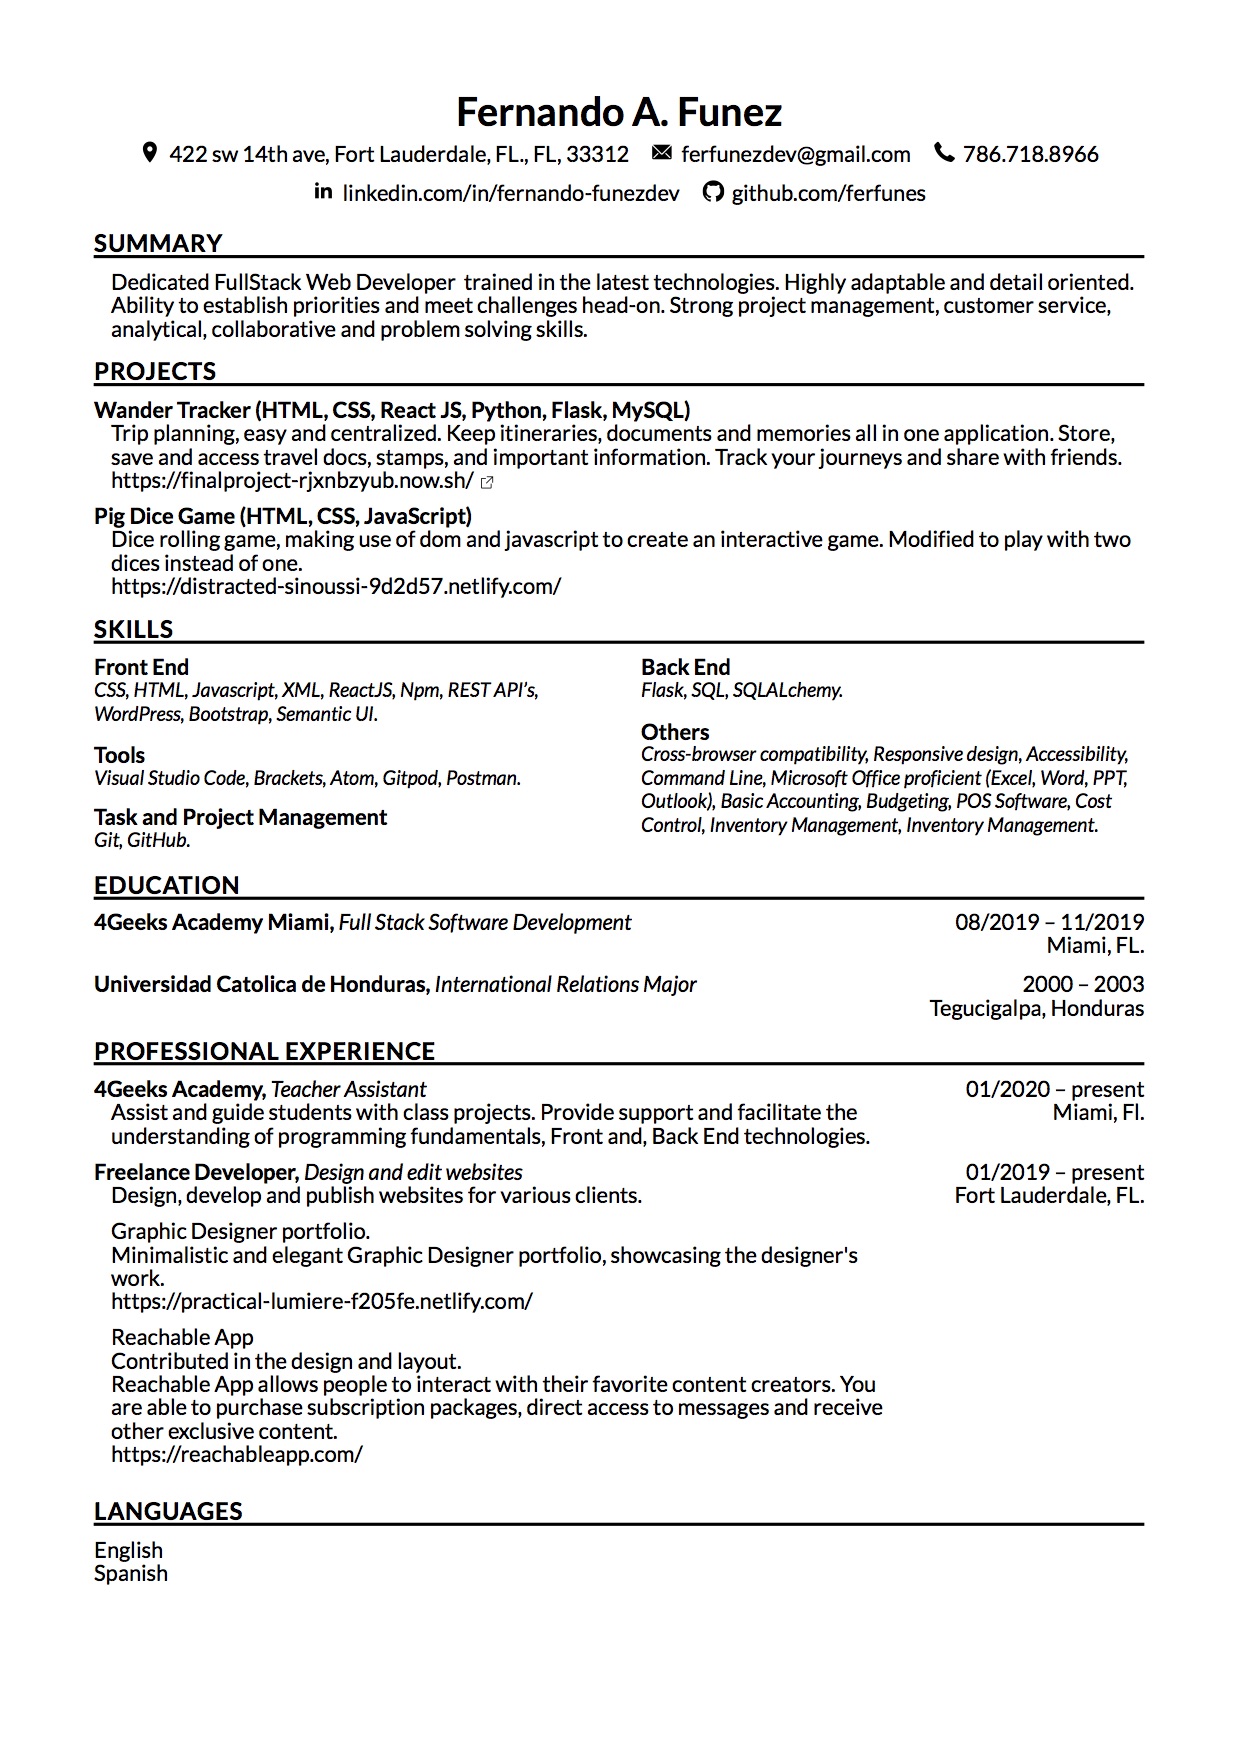 Fernando A. Funez
422 sw 14th ave, Fort Lauderdale, FL., FL, 33312 ferfunezdev@gmail.com 786.718.8966
linkedin.com/in/fernando-funezdev github.com/ferfunes
SUMMARY
Dedicated FullStack Web Developer trained in the latest technologies. Highly adaptable and detail oriented.
Ability to establish priorities and meet challenges head-on. Strong project management, customer service,
analytical, collaborative and problem solving skills.
PROJECTS
Wander Tracker (HTML, CSS, React JS, Python, Flask, MySQL)
Trip planning, easy and centralized. Keep itineraries, documents and memories all in one application. Store,
save and access travel docs, stamps, and important information. Track your journeys and share with friends.
https://finalproject-rjxnbzyub.now.sh/
Pig Dice Game (HTML, CSS, JavaScript)
Dice rolling game, making use of dom and javascript to create an interactive game. Modified to play with two
dices instead of one.
https://distracted-sinoussi-9d2d57.netlify.com/
SKILLS
Front End
CSS, HTML, Javascript, XML, ReactJS, Npm, REST API’s,
WordPress, Bootstrap, Semantic UI.
Tools
Visual Studio Code, Brackets, Atom, Gitpod, Postman.
Task and Project Management
Git, GitHub.
Back End
Flask, SQL, SQLALchemy.
Others
Cross-browser compatibility, Responsive design, Accessibility,
Command Line, Microsoft Office proficient (Excel, Word, PPT,
Outlook), Basic Accounting, Budgeting, POS Software, Cost
Control, Inventory Management, Inventory Management.
EDUCATION
4Geeks Academy Miami, Full Stack Software Development 08/2019 – 11/2019
Miami, FL.
Universidad Catolica de Honduras, International Relations Major 2000 – 2003
Tegucigalpa, Honduras
PROFESSIONAL EXPERIENCE
4Geeks Academy, Teacher Assistant 01/2020 – present
Assist and guide students with class projects. Provide support and facilitate the Miami, Fl.
understanding of programming fundamentals, Front and, Back End technologies.
Freelance Developer, Design and edit websites 01/2019 – present
Design, develop and publish websites for various clients. Fort Lauderdale, FL.
Graphic Designer portfolio.
Minimalistic and elegant Graphic Designer portfolio, showcasing the designer's
work.
https://practical-lumiere-f205fe.netlify.com/
Reachable App
Contributed in the design and layout.
Reachable App allows people to interact with their favorite content creators. You
are able to purchase subscription packages, direct access to messages and receive
other exclusive content.
https://reachableapp.com/
LANGUAGES
English
Spanish